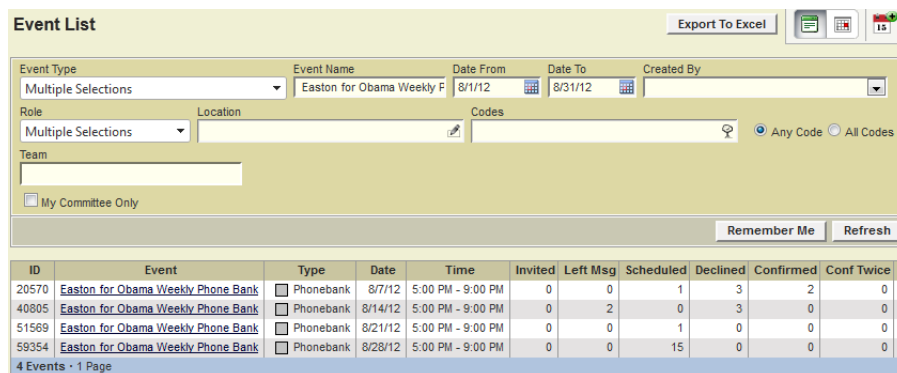 Event List Export To Excel 15
Event Type Event Name Date From Date To Created By
Multiple Selections Easton for Obama Weekly P 8/1/12 8/31/12
Role Location Codes
Multiple Selections Any Code All Codes
Team
My Committee Only
Remember Me Refresh
ID Event Type Date Time Invited Left Msg Scheduled Declined Confirmed Conf Twice
20570 Easton for Obama Weekly Phone Bank Phonebank 8/7/12 5:00 PM - 9:00 PM 0 0 1 3 2 0
40805 Easton for Obama Weekly Phone Bank Phonebank 8/14/12 5:00 PM - 9:00 PM 0 2 0 3 0 0
51569 Easton for Obama Weekly Phone Bank Phonebank 8/21/12 5:00 PM - 9:00 PM 0 0 1 0 0 0
59354 Easton for Obama Weekly Phone Bank Phonebank 8/28/12 5:00 PM - 9:00 PM 0 0 15 0 0 0
4 Events · 1 Page